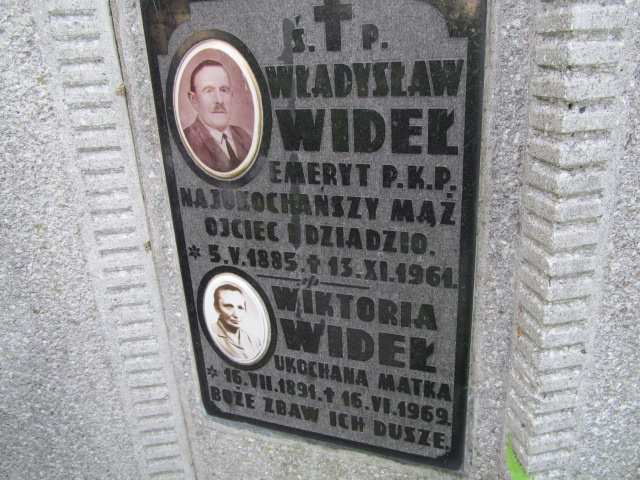 Ś. P.
WŁADYSŁAW
WIDEŁ
EMERYT P.K.P.
NAJUKOCHAŃSZY MĄŻ
OJCIEC I DZIADZIO.
* 5.V.1885. † 13.XI.1961.
WIKTORIA
WIDEŁ
UKOCHANA MATKA
* 16.VII.1891. † 16.VI.1969.
BOŻE ZBAW ICH DUSZE.